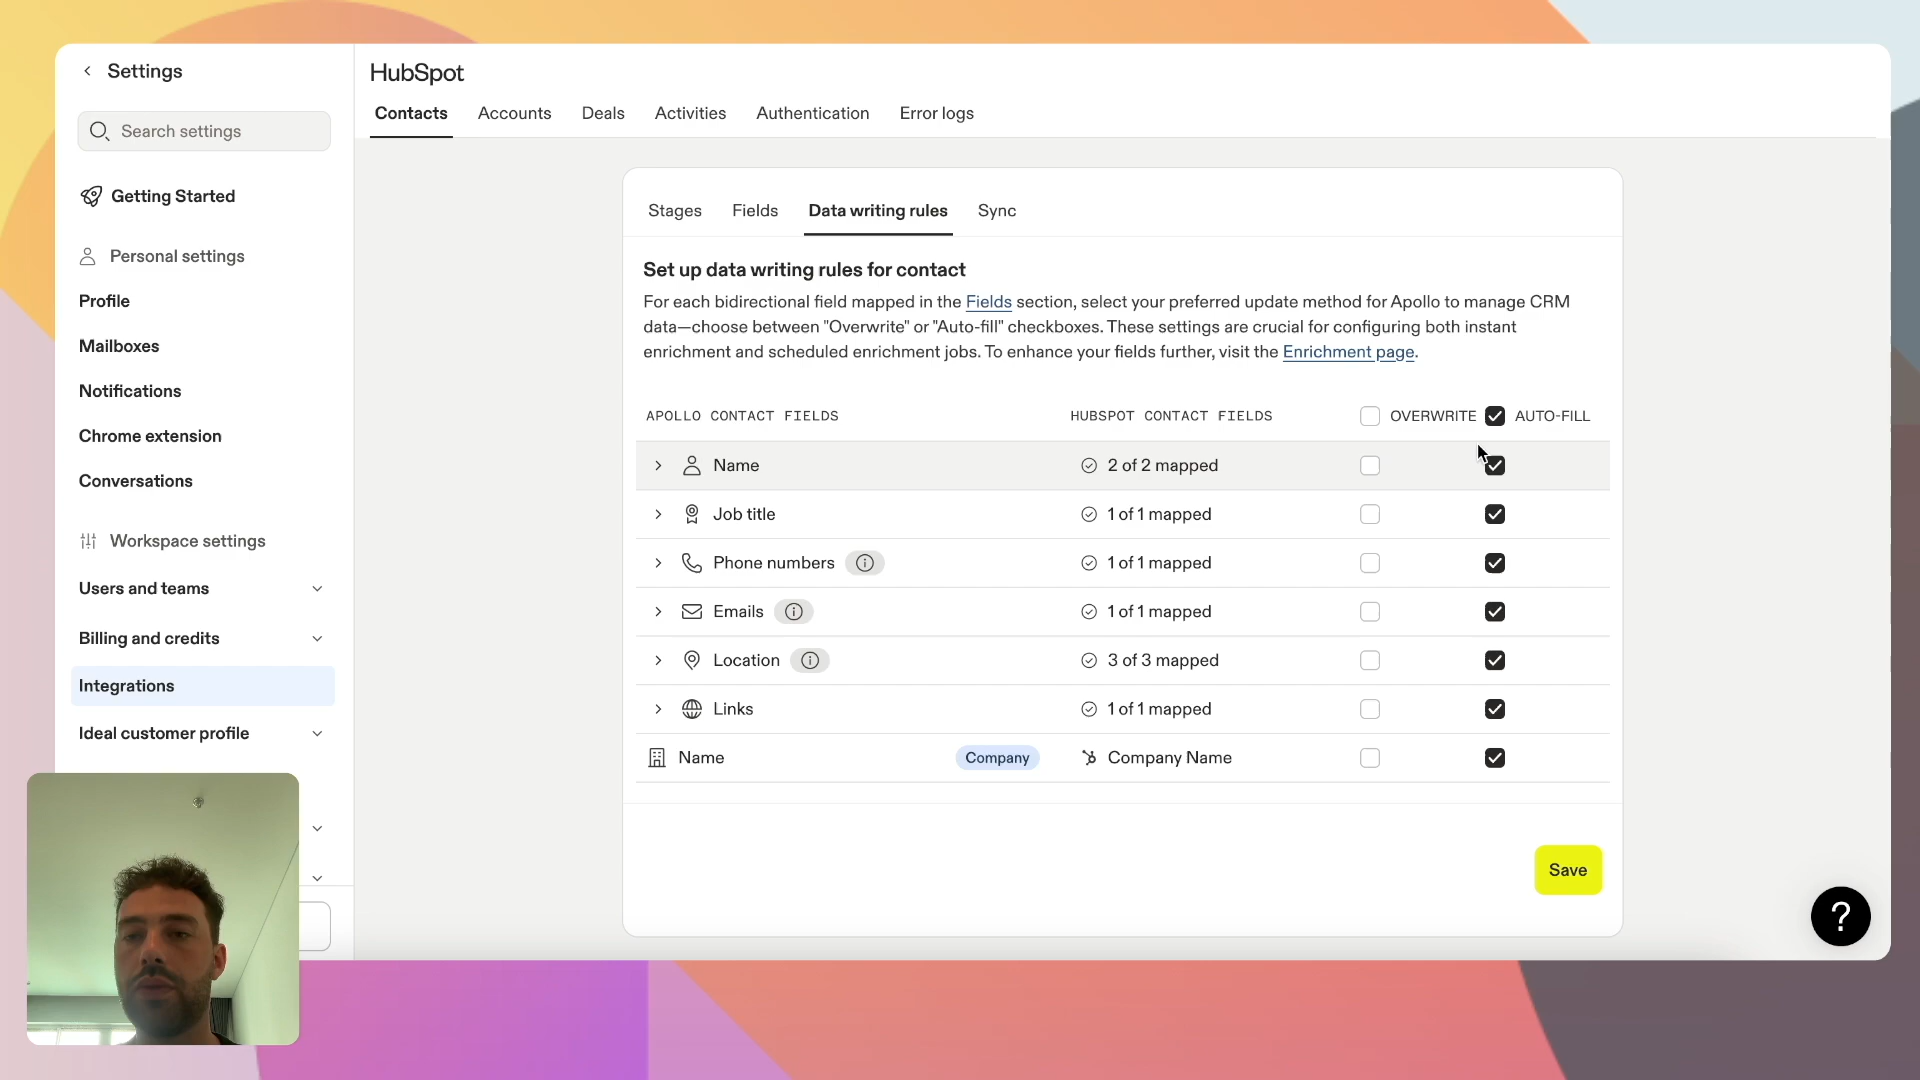 Settings
Search settings
Getting Started
Personal settings
Profile
Mailboxes
Notifications
Chrome extension
Conversations
Workspace settings
Users and teams
Billing and credits
Integrations
Ideal customer profile
HubSpot
Contacts Accounts Deals Activities Authentication Error logs
Stages Fields Data writing rules Sync
Set up data writing rules for contact
For each bidirectional field mapped in the Fields section, select your preferred update method for Apollo to manage CRM
data—choose between "Overwrite" or "Auto-fill" checkboxes. These settings are crucial for configuring both instant
enrichment and scheduled enrichment jobs. To enhance your fields further, visit the Enrichment page.
APOLLO CONTACT FIELDS HUBSPOT CONTACT FIELDS OVERWRITE AUTO-FILL
Name 2 of 2 mapped
Job title 1 of 1 mapped
Phone numbers 1 of 1 mapped
Emails 1 of 1 mapped
Location 3 of 3 mapped
Links 1 of 1 mapped
Name Company Company Name
Save
?